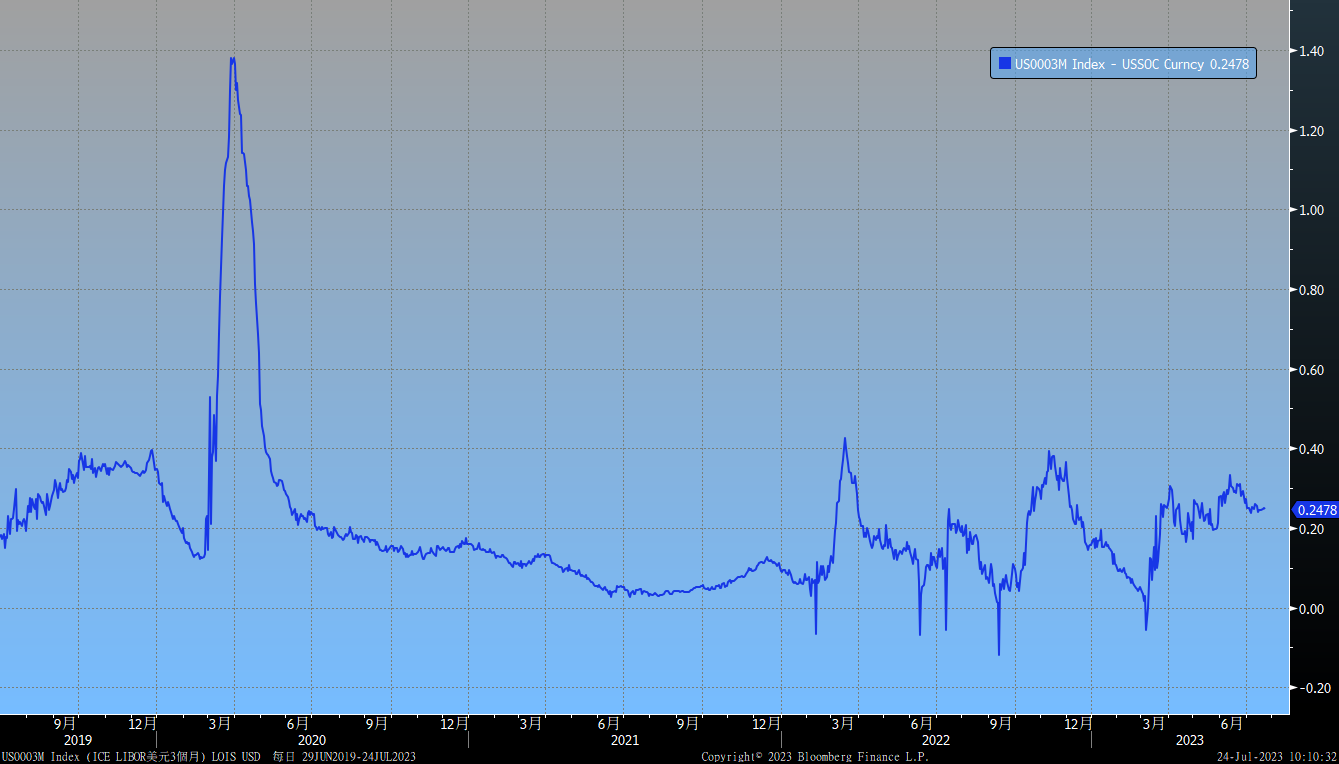 US0003M Index - USSOC Curncy 0.2478
1.40
1.20
1.00
0.80
0.60
0.40
0.2478
0.20
0.00
-0.20
9月 12月 3月 6月 9月 12月 3月 6月 9月 12月 3月 6月 9月 12月 3月 6月
2019 2020 2021 2022 2023
US0003M Index (ICE LIBOR美元3個月) LOIS USD 每日 29JUN2019-24JUL2023 Copyright© 2023 Bloomberg Finance L.P. 24-Jul-2023 10:10:32